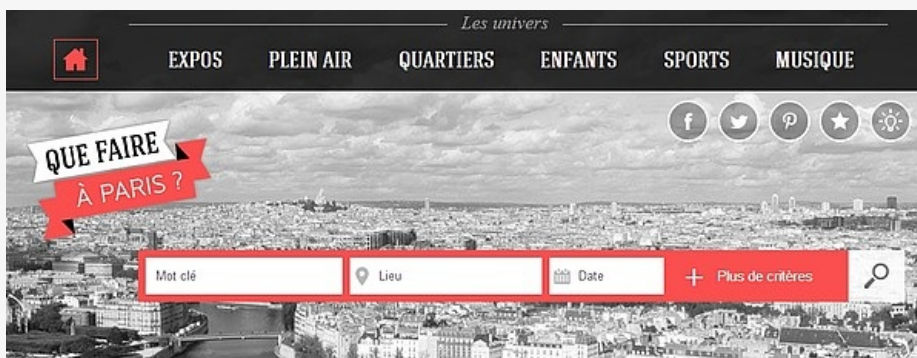 Les univers
EXPOS PLEIN AIR QUARTIERS ENFANTS SPORTS MUSIQUE
QUE FAIRE
À PARIS ?
Mot clé Lieu Date + Plus de critères